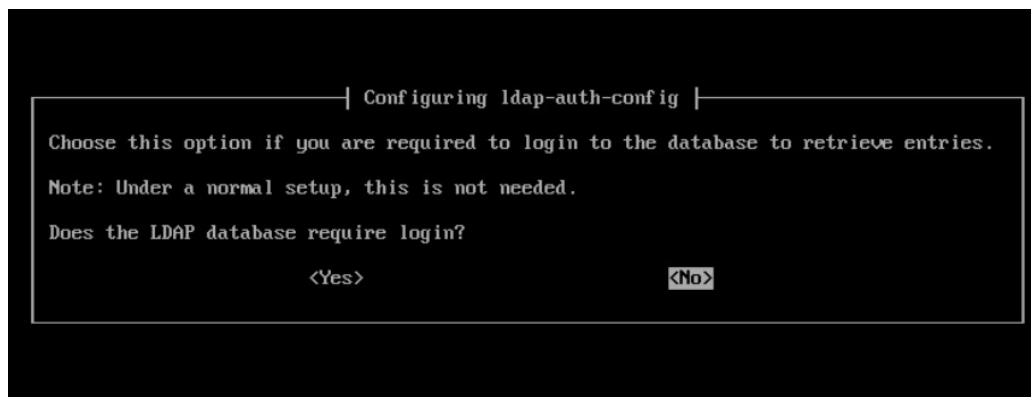 Configuring ldap-auth-config
Choose this option if you are required to login to the database to retrieve entries.
Note: Under a normal setup, this is not needed.
Does the LDAP database require login?
<Yes> <No>